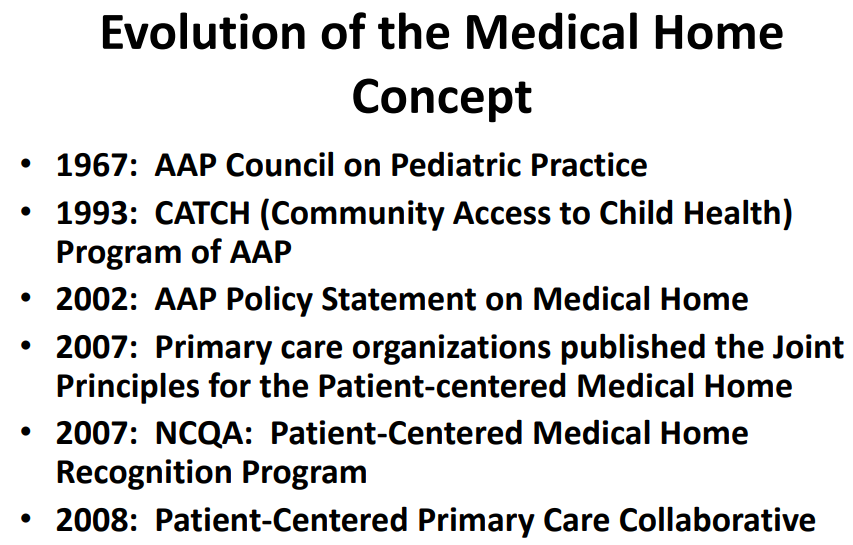 Evolution of the Medical Home
Concept
• 1967:  AAP Council on Pediatric Practice
• 1993:  CATCH (Community Access to Child Health)
Program of AAP
• 2002:  AAP Policy Statement on Medical Home
• 2007:  Primary care organizations published the Joint
Principles for the Patient-centered Medical Home
• 2007:  NCQA:  Patient-Centered Medical Home
Recognition Program
• 2008:  Patient-Centered Primary Care Collaborative